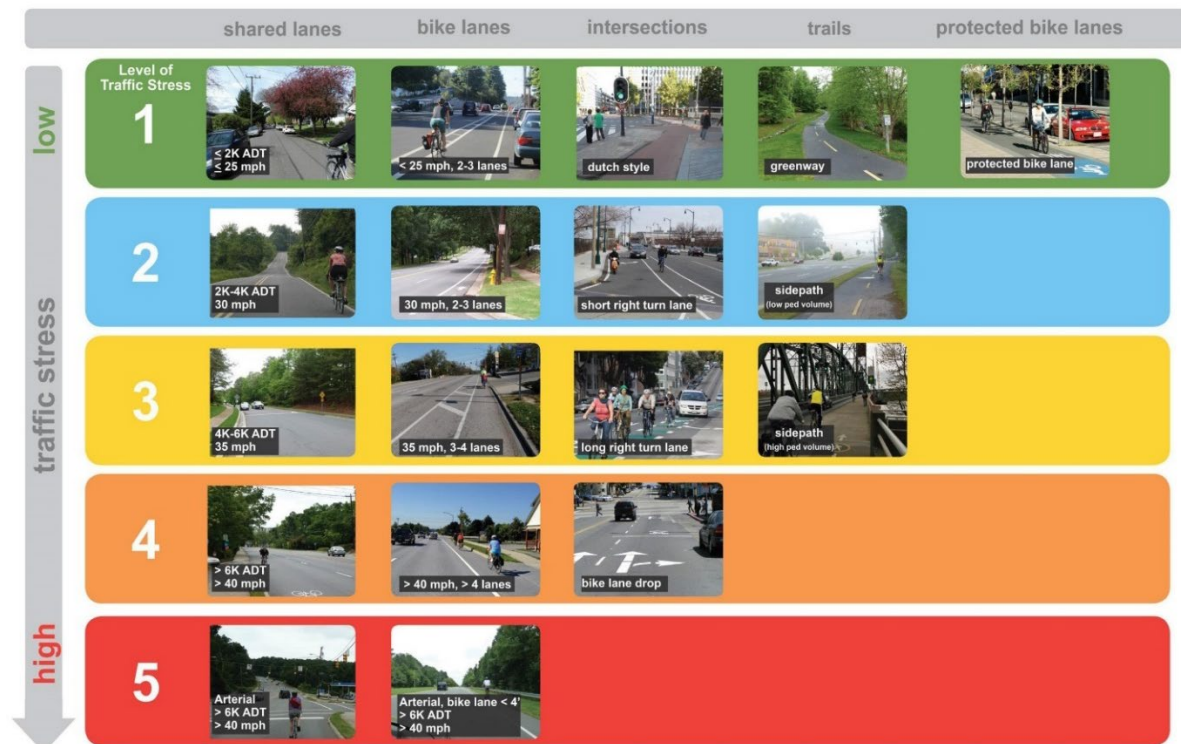 shared lanes bike lanes intersections trails protected bike lanes
low
traffic stress
high
Level of
Traffic Stress
1
< 2K ADT
≤ 25 mph
< 25 mph, 2-3 lanes
dutch style
greenway
protected bike lane
2
2K-4K ADT
30 mph
30 mph, 2-3 lanes
short right turn lane
sidepath
(low ped volume)
3
4K-6K ADT
35 mph
35 mph, 3-4 lanes
long right turn lane
sidepath
(high ped volume)
4
> 6K ADT
> 40 mph
> 40 mph, > 4 lanes
bike lane drop
5
Arterial
> 6K ADT
> 40 mph
Arterial, bike lane < 4'
> 6K ADT
> 40 mph